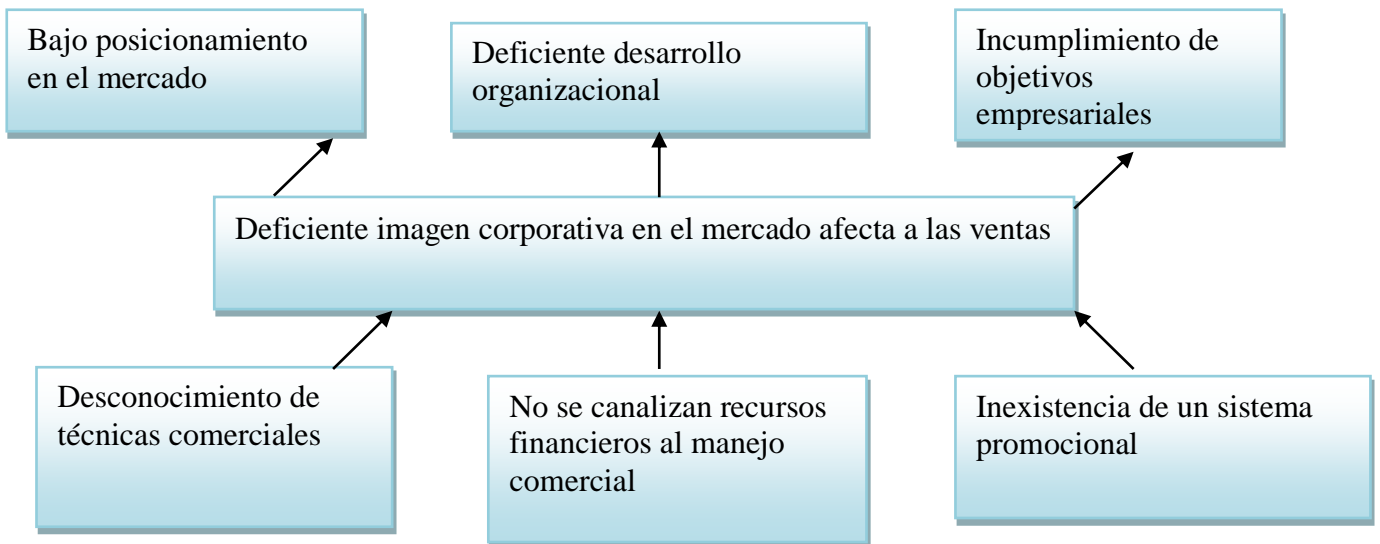 Bajo posicionamiento
en el mercado
Deficiente desarrollo
organizacional
Incumplimiento de
objetivos
empresariales
Deficiente imagen corporativa en el mercado afecta a las ventas
Desconocimiento de
técnicas comerciales
No se canalizan recursos
financieros al manejo
comercial
Inexistencia de un sistema
promocional